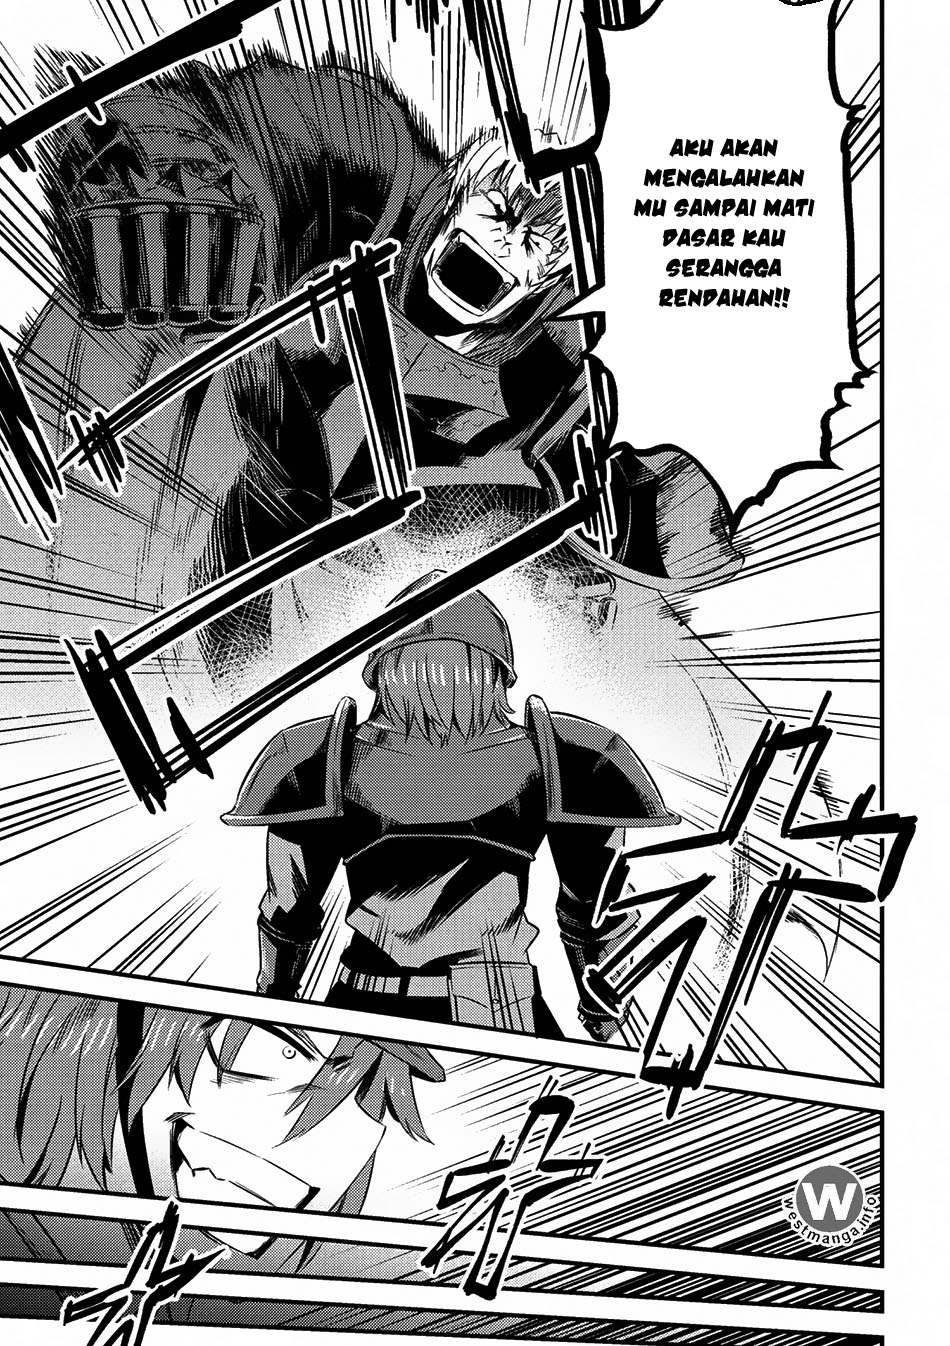 AKU AKAN
MENGALAHKAN
MU SAMPAI MATI
DASAR KAU
SERANGGA
RENDAHAN!!
W
westmanga.info